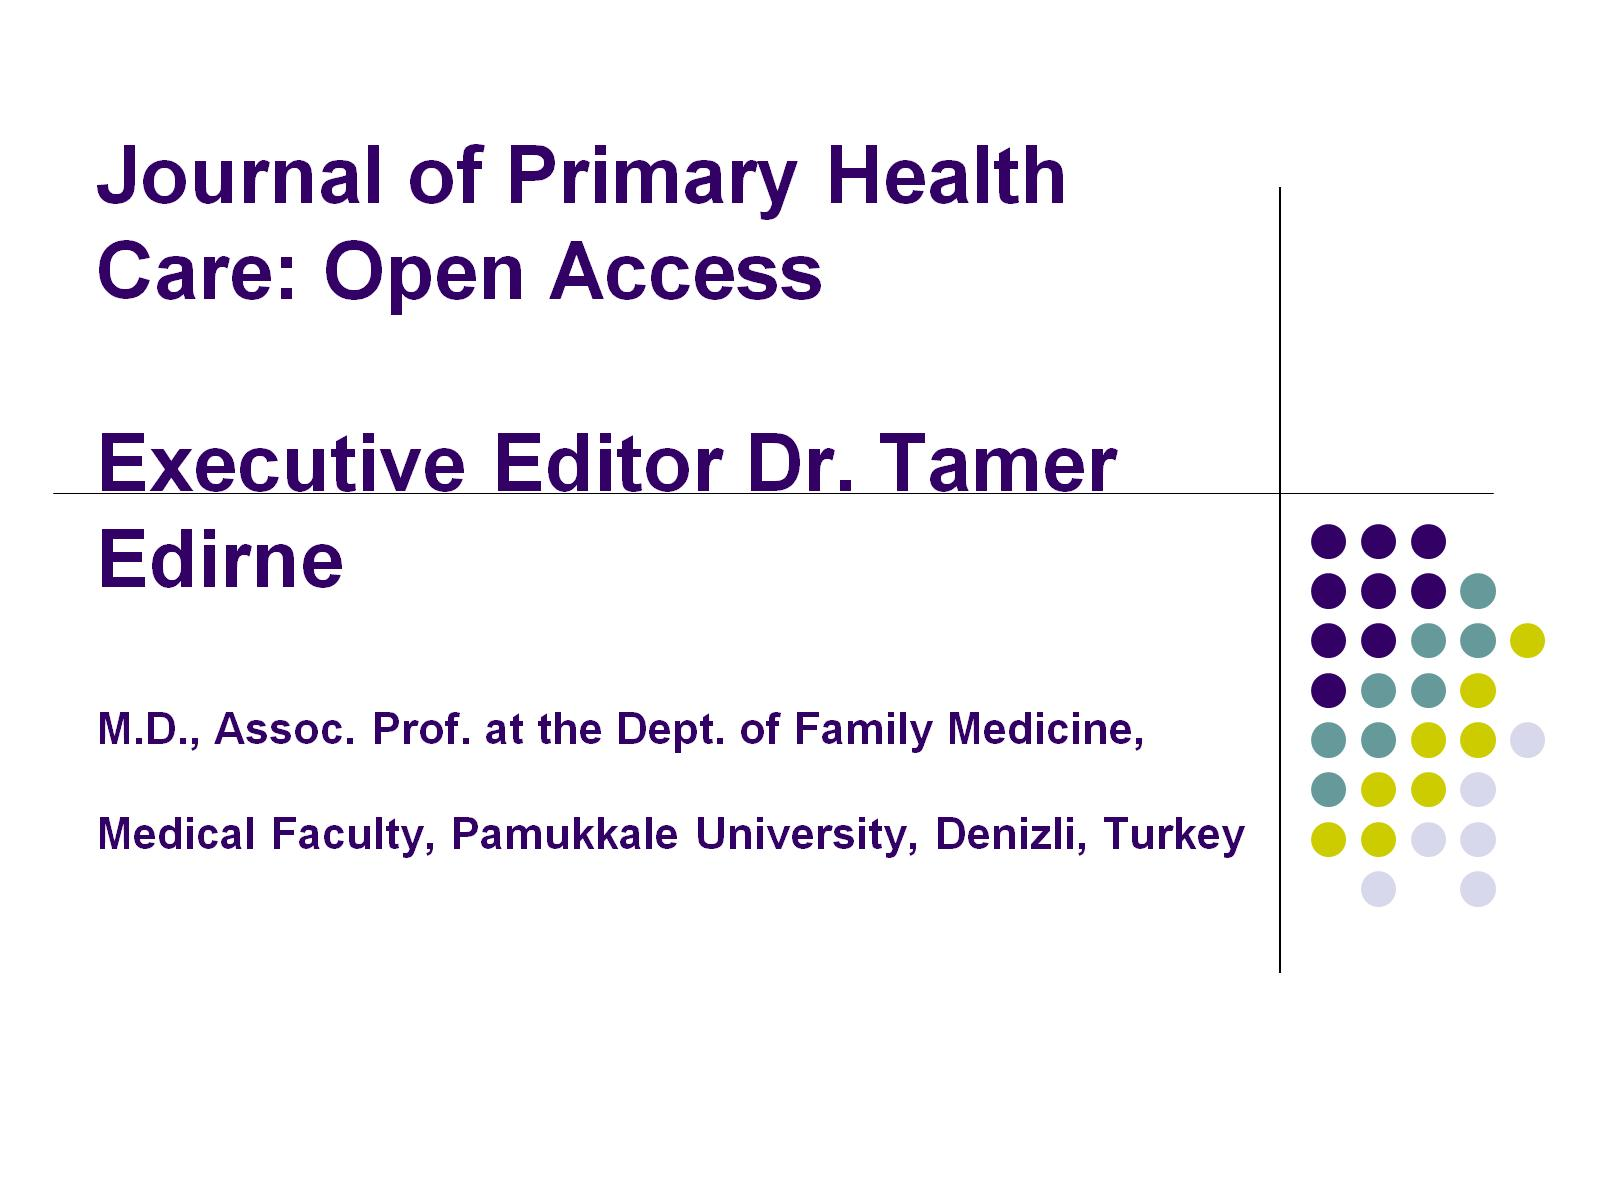 Journal of Primary Health
Care: Open Access
Executive Editor Dr. Tamer
Edirne
M.D., Assoc. Prof. at the Dept. of Family Medicine,
Medical Faculty, Pamukkale University, Denizli, Turkey